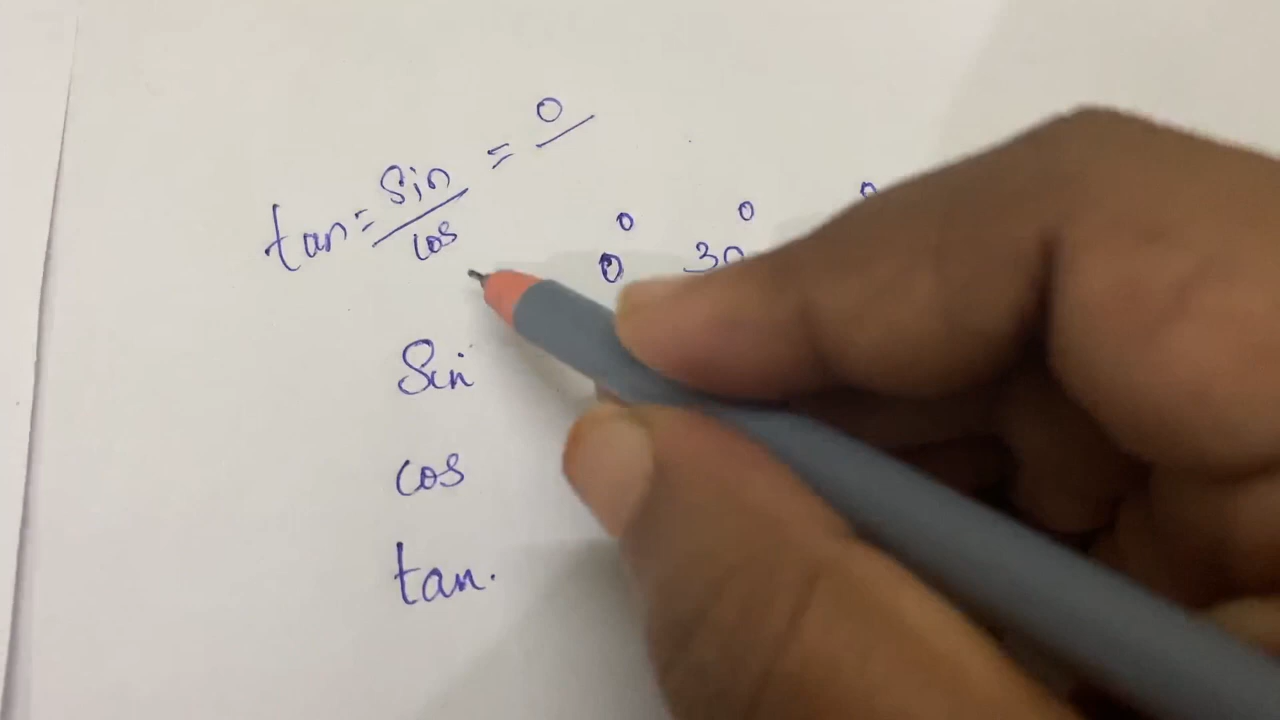 tan = sin/cos = 0/
0° 30°
Sin
cos
tan.